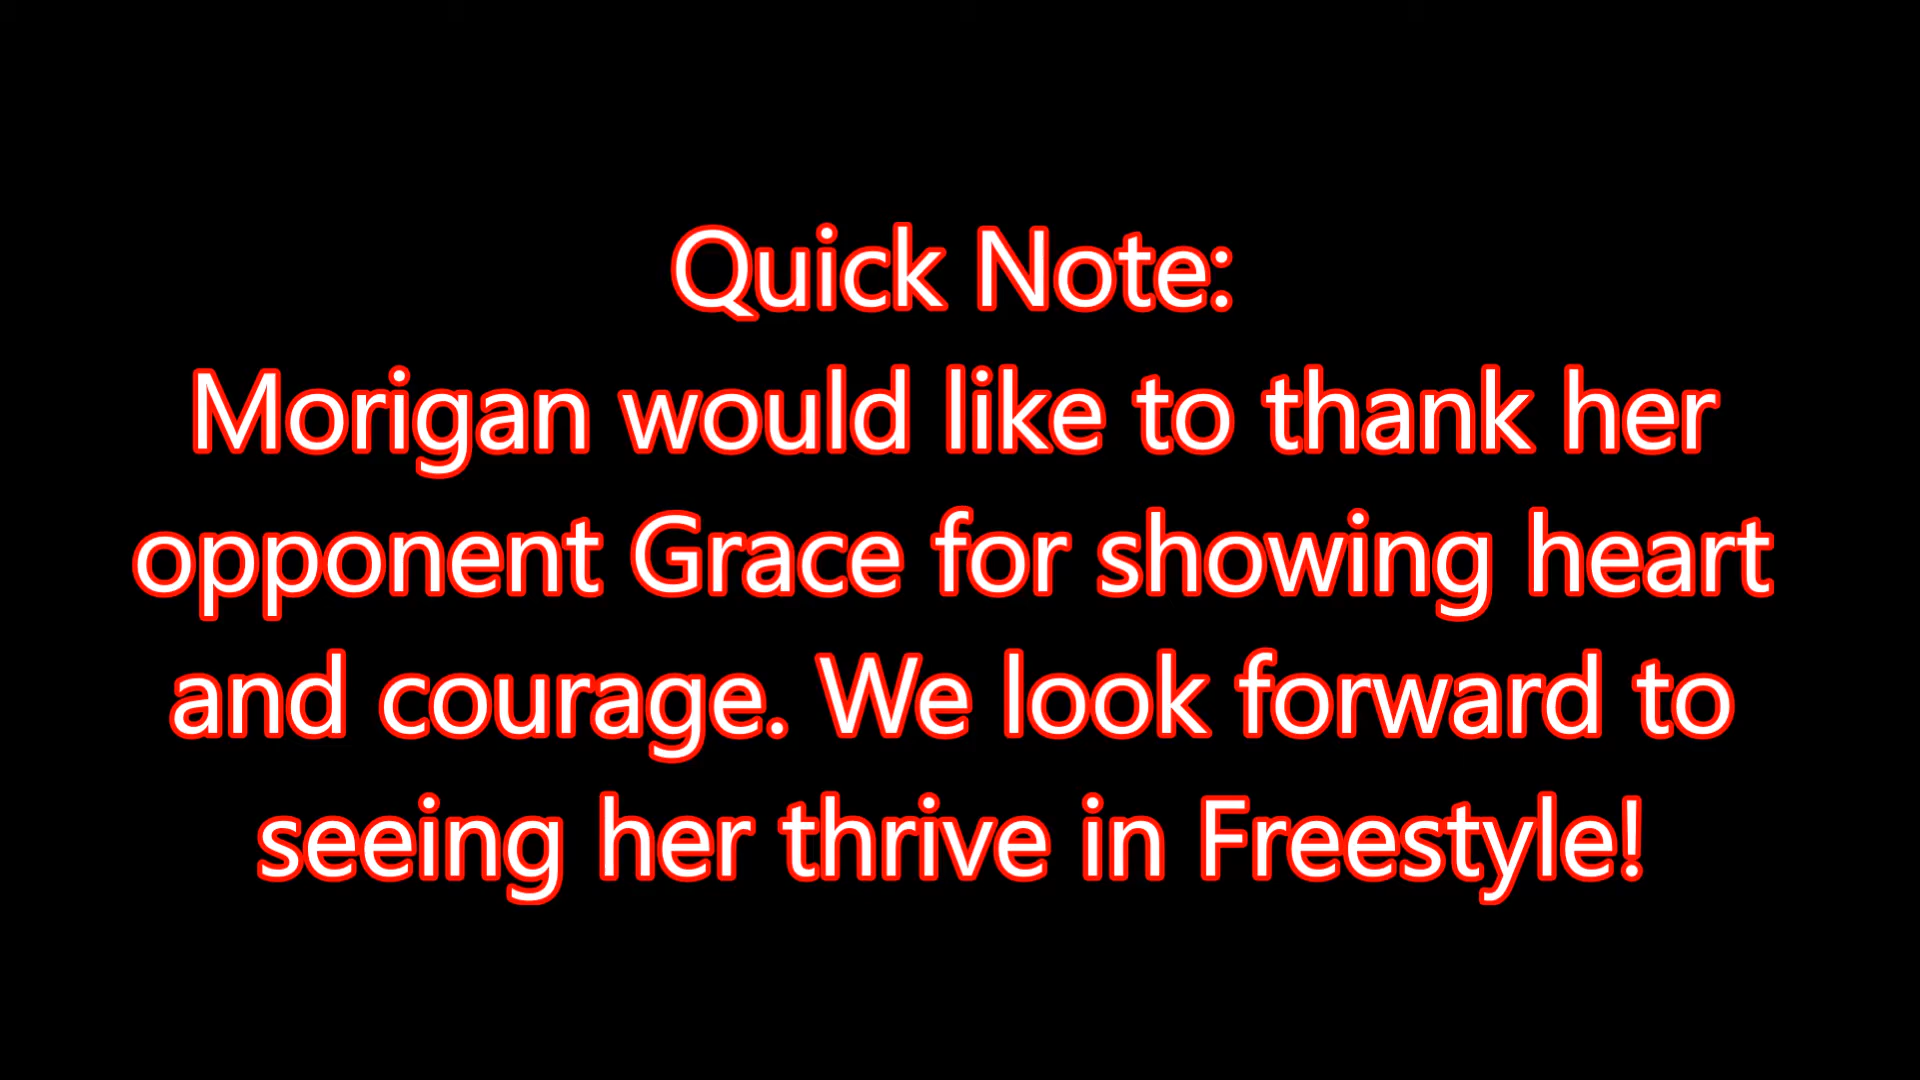 Quick Note:
Morigan would like to thank her
opponent Grace for showing heart
and courage. We look forward to
seeing her thrive in Freestyle!